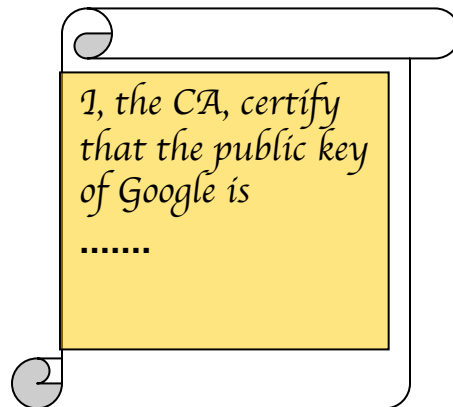 I, the CA, certify
that the public key
of Google is
.......